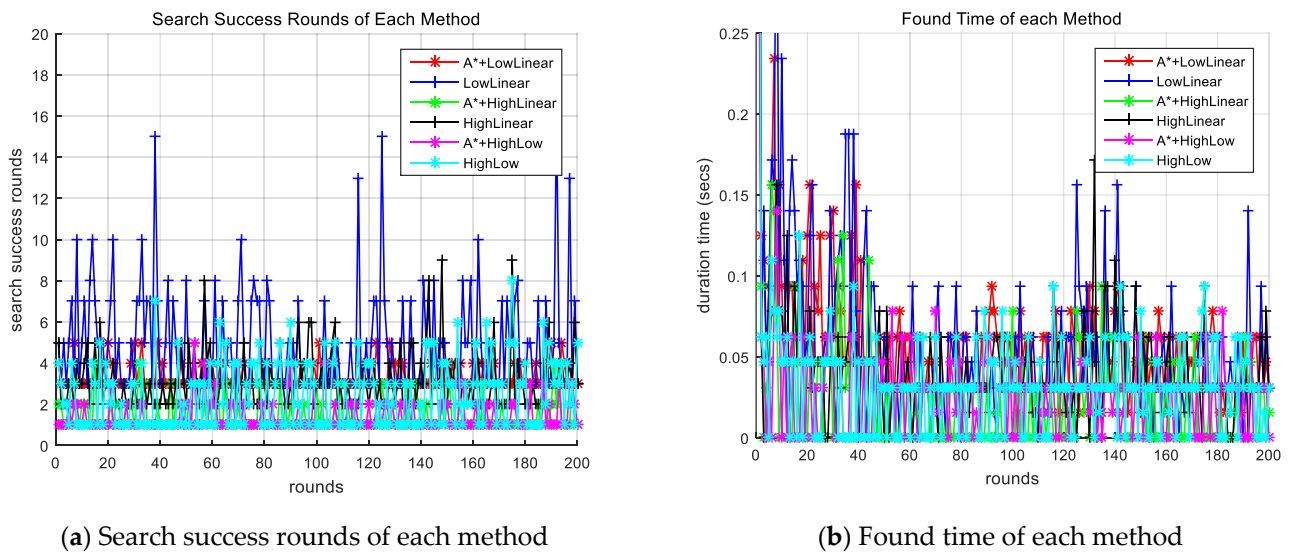 Search Success Rounds of Each Method
20
18
16
14
12
10
8
6
4
2
0
search success rounds
A*+LowLinear
LowLinear
A*+HighLinear
HighLinear
A*+HighLow
HighLow
0 20 40 60 80 100 120 140 160 180 200
rounds
(a) Search success rounds of each method
Found Time of each Method
0.25
0.2
0.15
0.1
0.05
0
duration time (secs)
A*+LowLinear
LowLinear
A*+HighLinear
HighLinear
A*+HighLow
HighLow
0 20 40 60 80 100 120 140 160 180 200
rounds
(b) Found time of each method